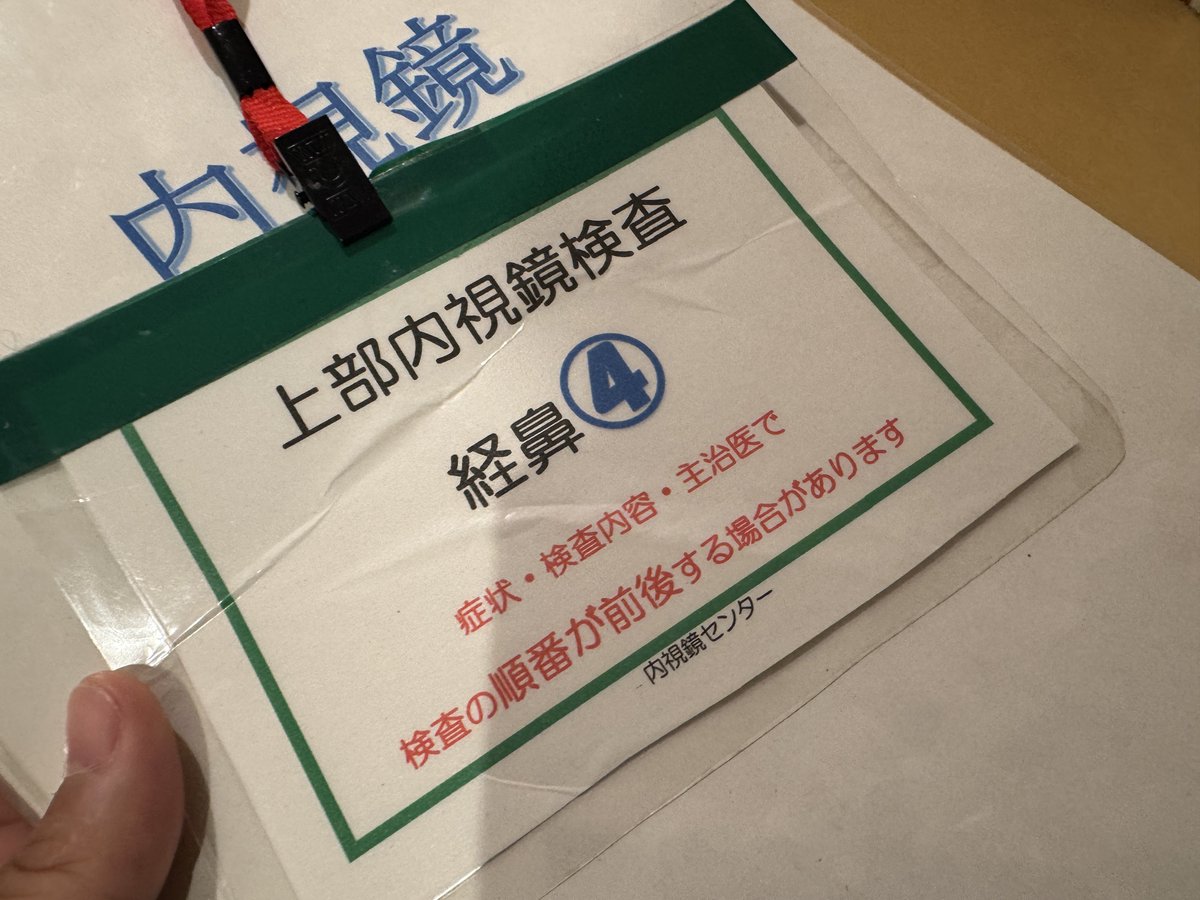 内視鏡
上部内視鏡検査
経鼻④
症状・検査内容・主治医で
検査の順番が前後する場合があります
内視鏡センター